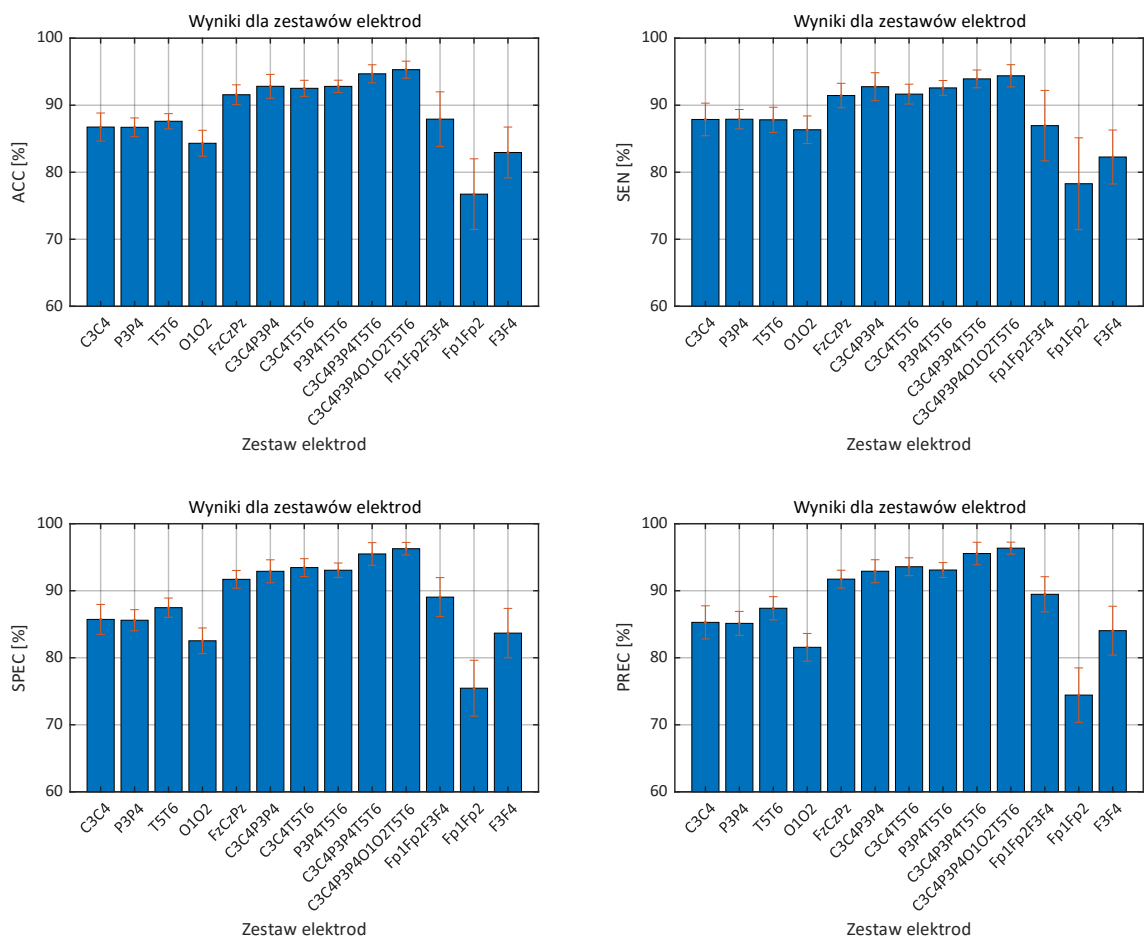 Wyniki dla zestawów elektrod
ACC [%]
100
90
80
70
60
C3C4
P3P4
T5T6
O1O2
FzCzPz
C3C4P3P4
C3C4T5T6
P3P4T5T6
C3C4P3P4T5T6
C3C4P3P4O1O2T5T6
Fp1Fp2F3F4
Fp1Fp2
F3F4
Zestaw elektrod
Wyniki dla zestawów elektrod
SEN [%]
100
90
80
70
60
C3C4
P3P4
T5T6
O1O2
FzCzPz
C3C4P3P4
C3C4T5T6
P3P4T5T6
C3C4P3P4T5T6
C3C4P3P4O1O2T5T6
Fp1Fp2F3F4
Fp1Fp2
F3F4
Zestaw elektrod
Wyniki dla zestawów elektrod
SPEC [%]
100
90
80
70
60
C3C4
P3P4
T5T6
O1O2
FzCzPz
C3C4P3P4
C3C4T5T6
P3P4T5T6
C3C4P3P4T5T6
C3C4P3P4O1O2T5T6
Fp1Fp2F3F4
Fp1Fp2
F3F4
Zestaw elektrod
Wyniki dla zestawów elektrod
PREC [%]
100
90
80
70
60
C3C4
P3P4
T5T6
O1O2
FzCzPz
C3C4P3P4
C3C4T5T6
P3P4T5T6
C3C4P3P4T5T6
C3C4P3P4O1O2T5T6
Fp1Fp2F3F4
Fp1Fp2
F3F4
Zestaw elektrod